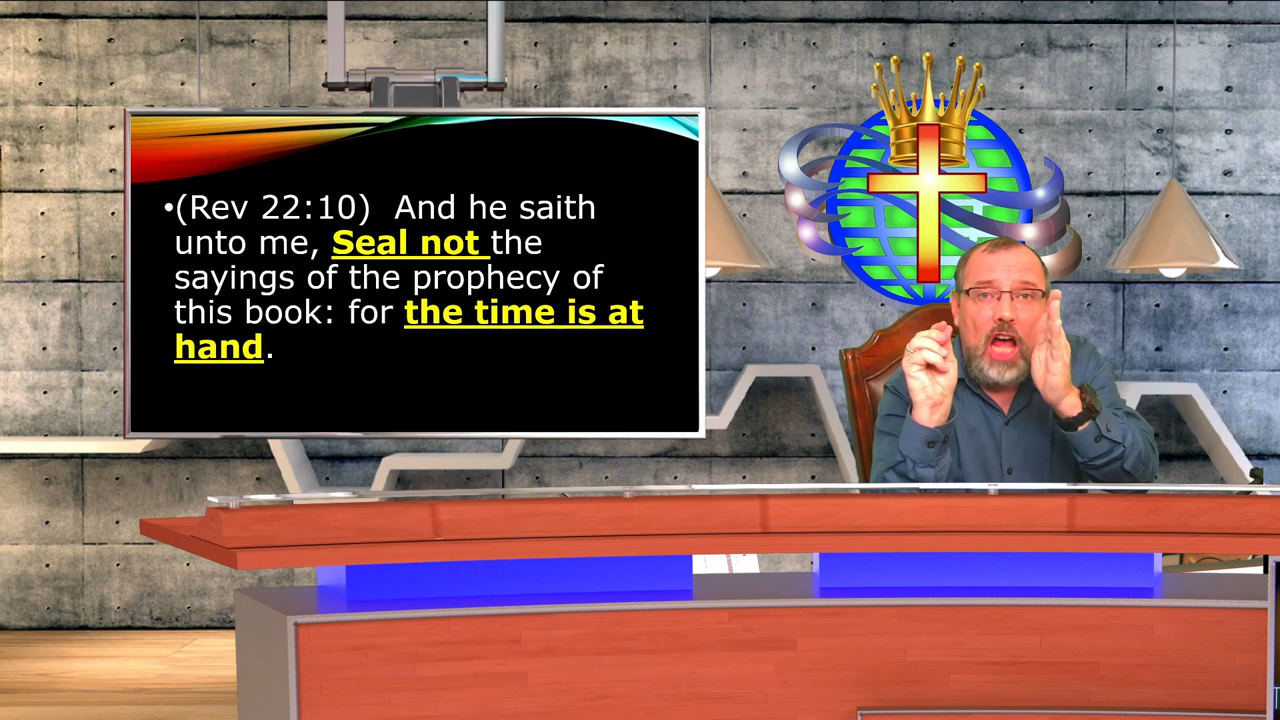 •(Rev 22:10)  And he saith
unto me, Seal not the
sayings of the prophecy of
this book: for the time is at
hand.